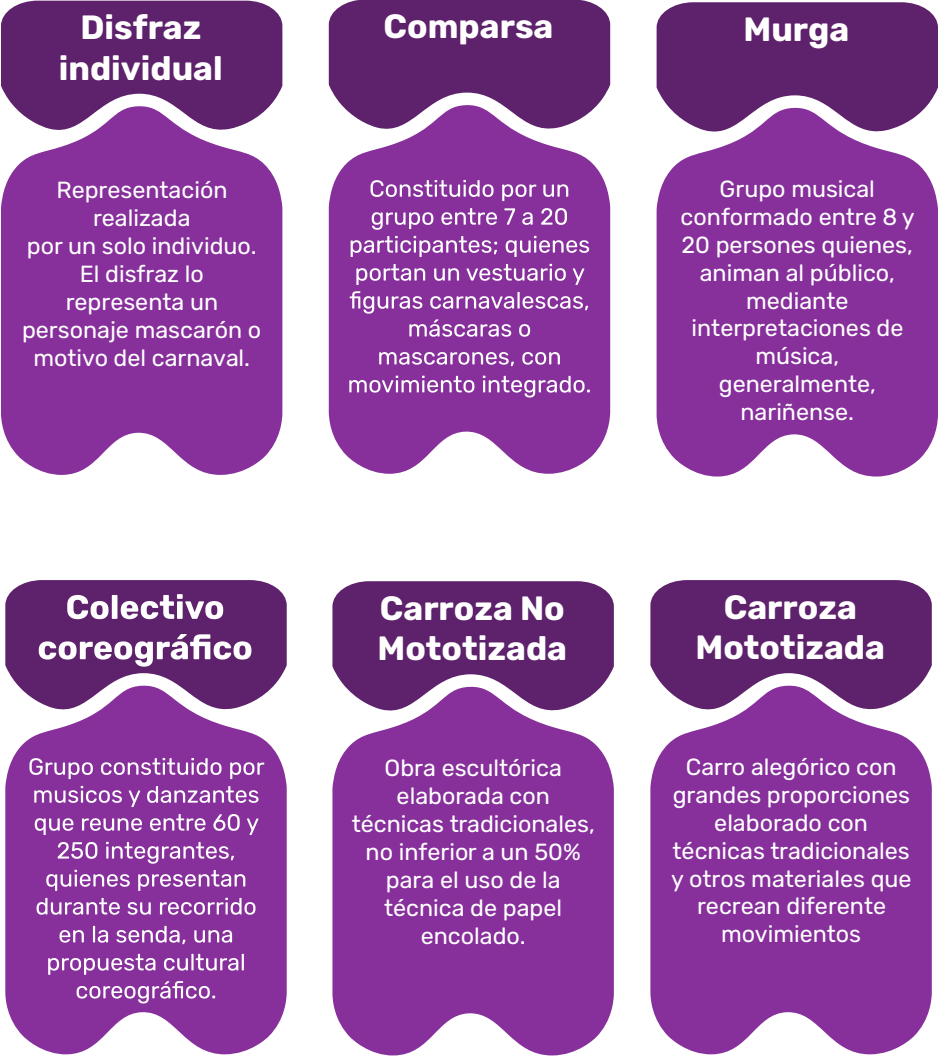 Disfraz
individual
Representación
realizada
por un solo individuo.
El disfraz lo
representa un
personaje mascarón o
motivo del carnaval.
Comparsa
Constituido por un
grupo entre 7 a 20
participantes; quienes
portan un vestuario y
figuras carnavalescas,
máscaras o
mascarones, con
movimiento integrado.
Murga
Grupo musical
conformado entre 8 y
20 persones quienes,
animan al público,
mediante
interpretaciones de
música,
generalmente,
nariñense.
Colectivo
coreográfico
Grupo constituido por
musicos y danzantes
que reune entre 60 y
250 integrantes,
quienes presentan
durante su recorrido
en la senda, una
propuesta cultural
coreográfico.
Carroza No
Mototizada
Obra escultórica
elaborada con
técnicas tradicionales,
no inferior a un 50%
para el uso de la
técnica de papel
encolado.
Carroza
Mototizada
Carro alegórico con
grandes proporciones
elaborado con
técnicas tradicionales
y otros materiales que
recrean diferente
movimientos